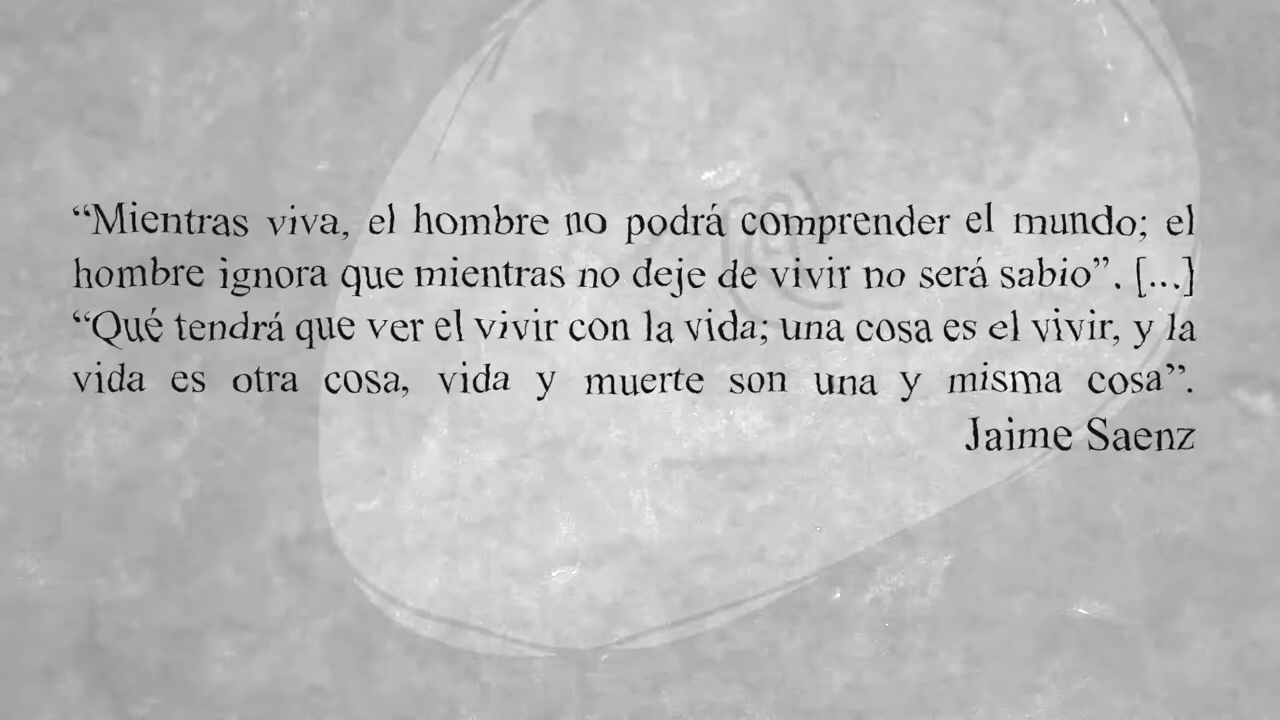 “Mientras viva, el hombre no podrá comprender el mundo; el
hombre ignora que mientras no deje de vivir no será sabio”. [...]
“Qué tendrá que ver el vivir con la vida; una cosa es el vivir, y la
vida es otra cosa, vida y muerte son una y misma cosa”.
Jaime Saenz